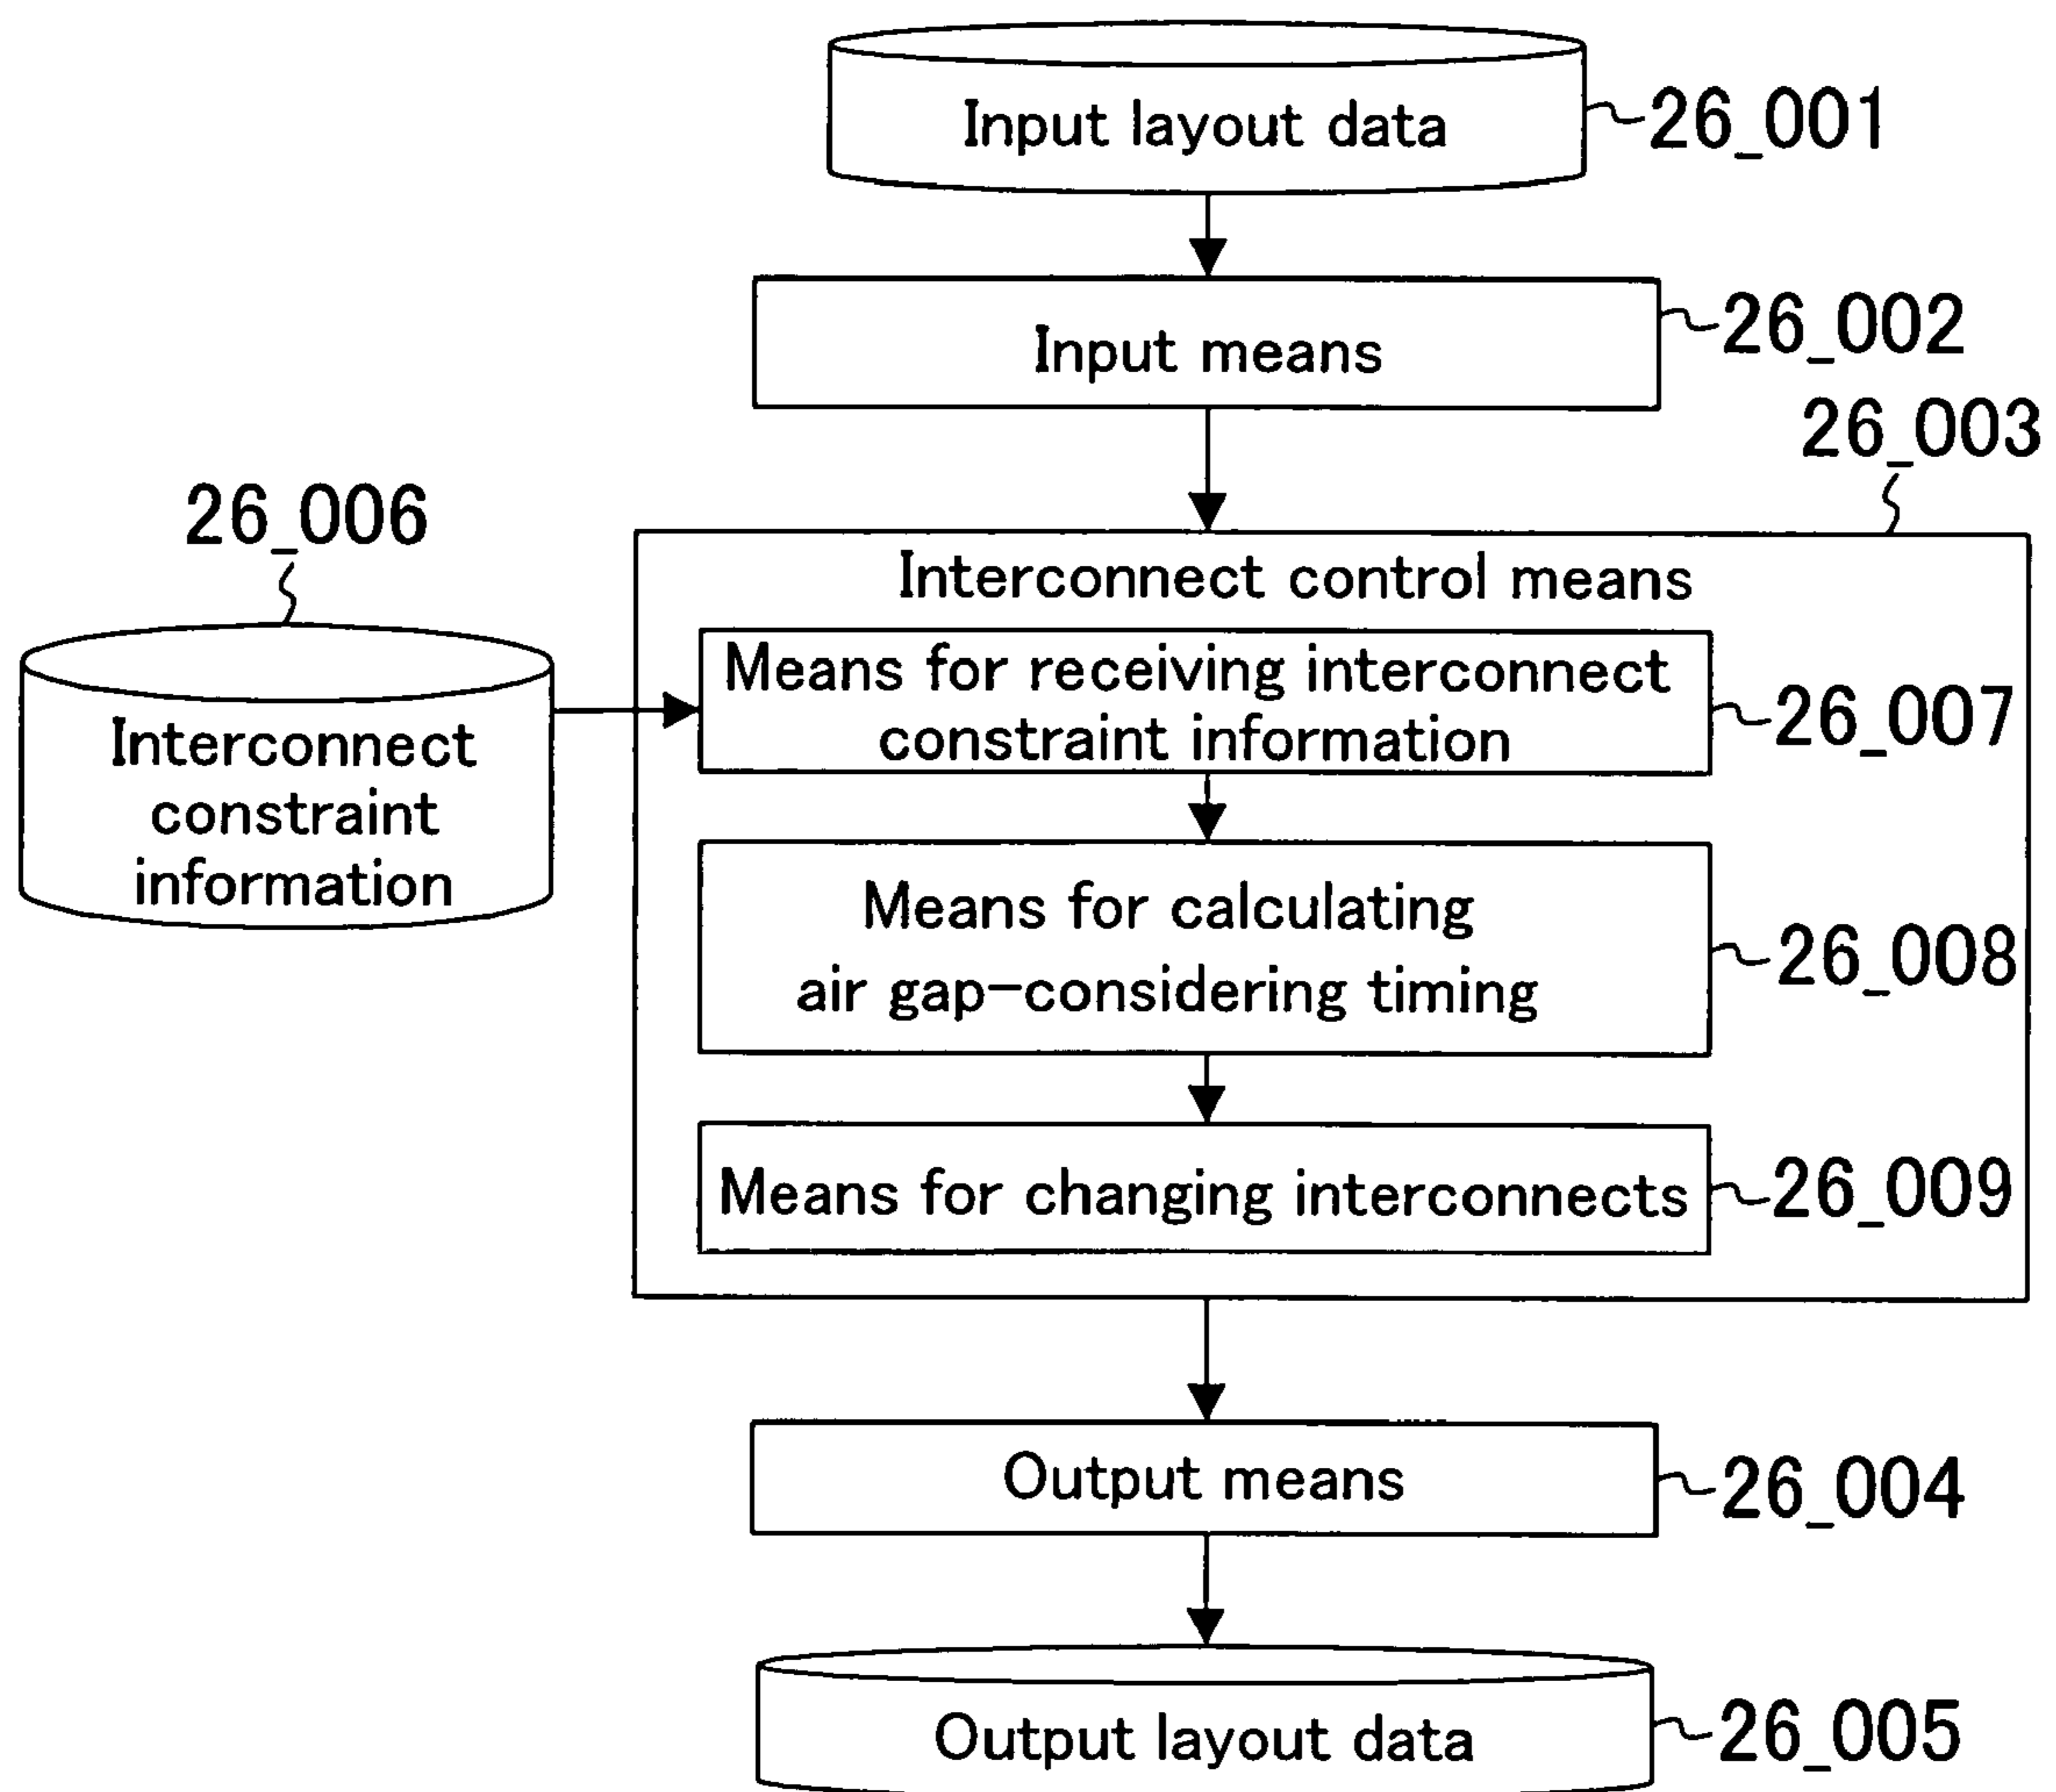 Input layout data
26_001
Input means
26_002
26_003
26_006
Interconnect control means
Means for receiving interconnect
constraint information
26_007
Interconnect
constraint
information
Means for calculating
air gap-considering timing
26_008
Means for changing interconnects
26_009
Output means
26_004
Output layout data
26_005